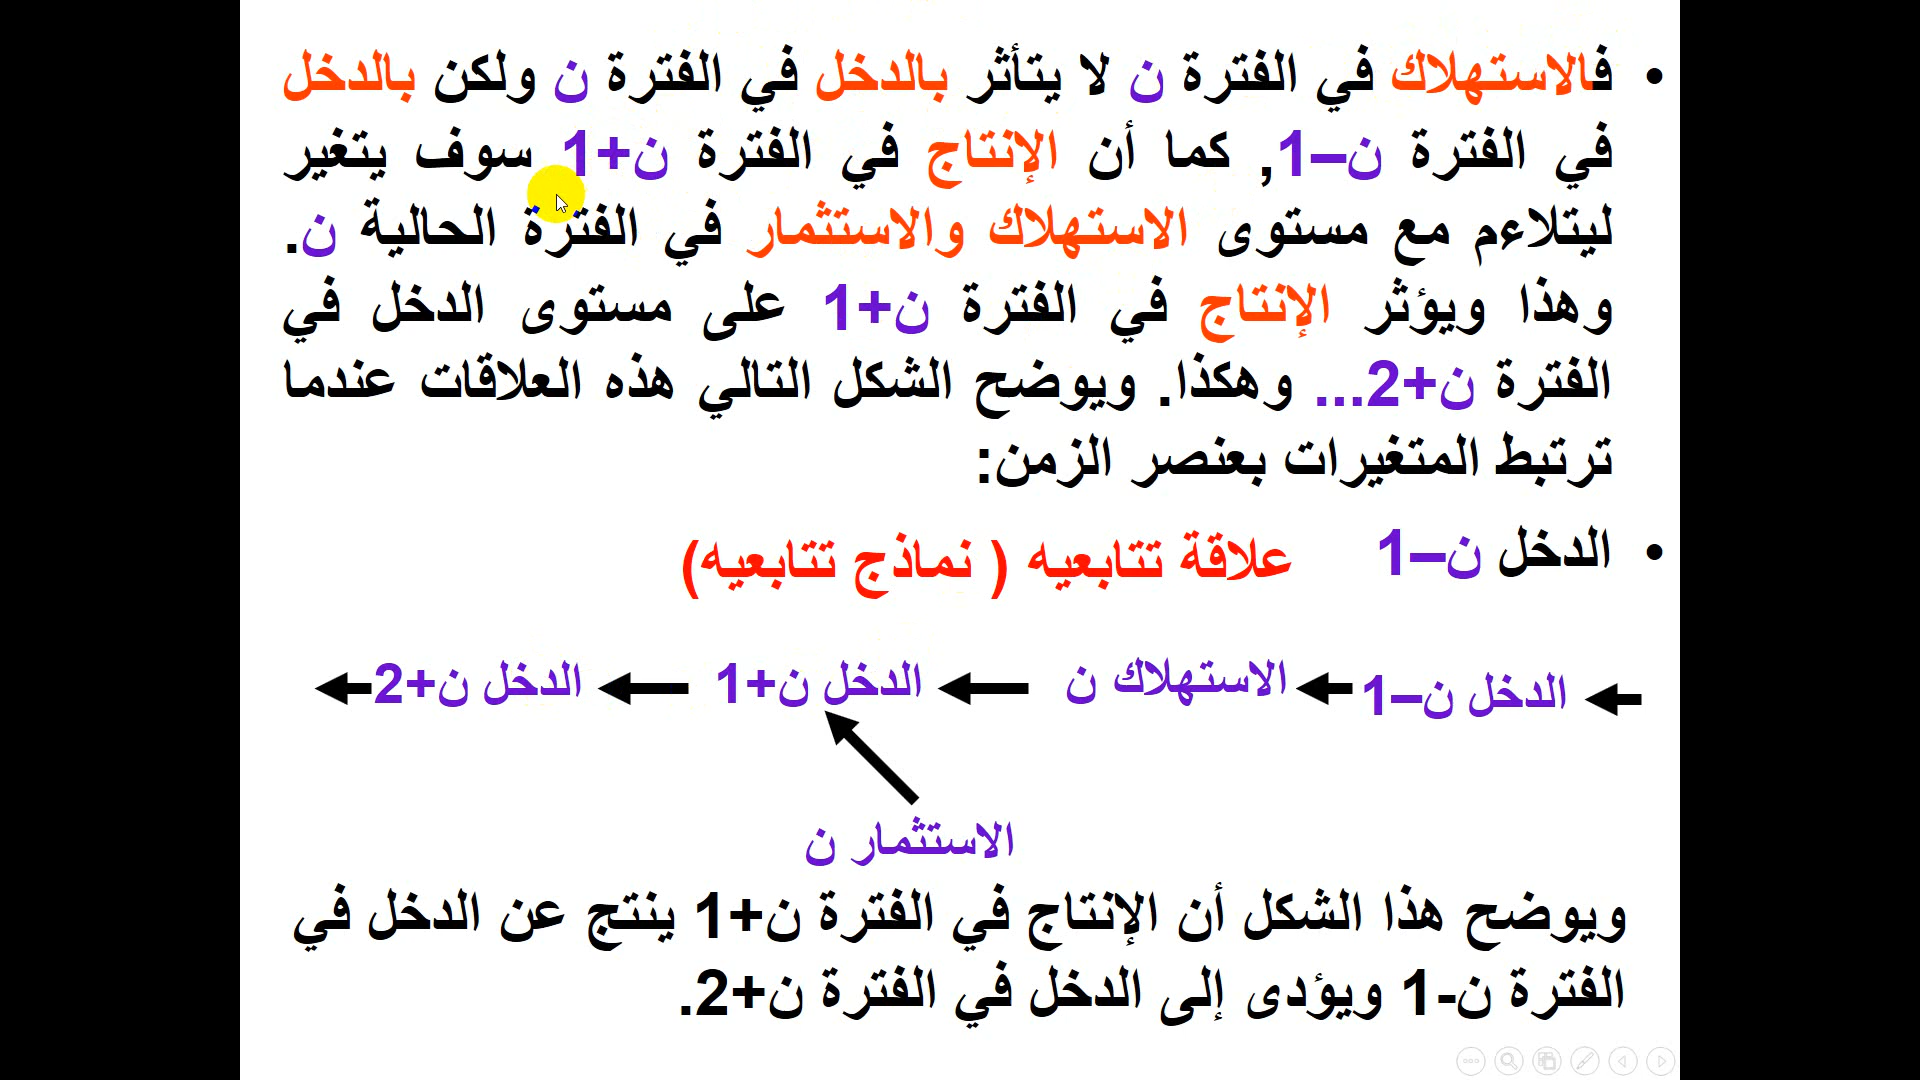 • فالاستهلاك في الفترة ن لا يتأثر بالدخل في الفترة ن ولكن بالدخل
في الفترة ن–1, كما أن الإنتاج في الفترة ن+1 سوف يتغير
ليتلاءم مع مستوى الاستهلاك والاستثمار في الفترة الحالية ن.
وهذا ويؤثر الإنتاج في الفترة ن+1 على مستوى الدخل في
الفترة ن+2... وهكذا. ويوضح الشكل التالي هذه العلاقات عندما
ترتبط المتغيرات بعنصر الزمن:
• الدخل ن–1
علاقة تتابعيه ( نماذج تتابعيه)
الدخل ن–1
الاستهلاك ن
الدخل ن+1
الدخل ن+2
الاستثمار ن
ويوضح هذا الشكل أن الإنتاج في الفترة ن+1 ينتج عن الدخل في
الفترة ن-1 ويؤدى إلى الدخل في الفترة ن+2.